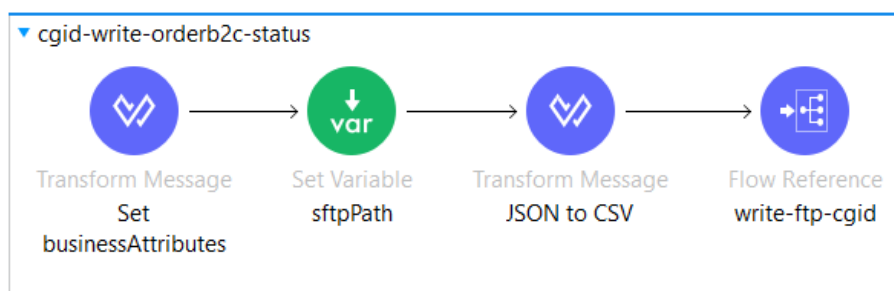 cgid-write-orderb2c-status
var
Transform Message
Set
businessAttributes
Set Variable
sftpPath
Transform Message
JSON to CSV
Flow Reference
write-ftp-cgid